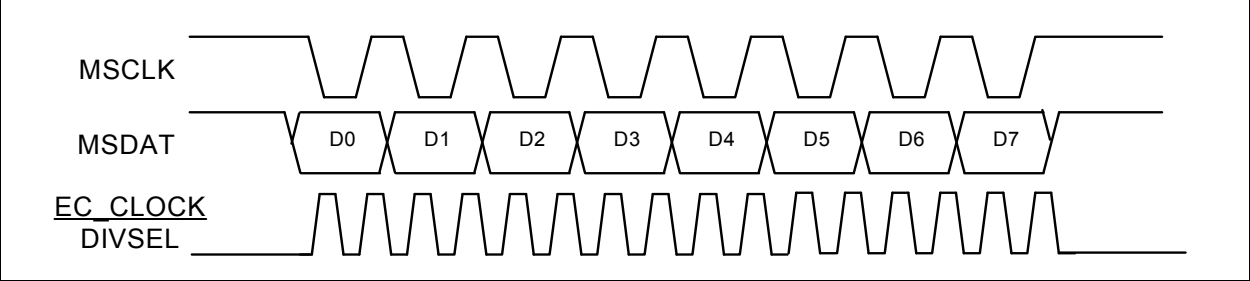 MSCLK
MSDAT
D0 D1 D2 D3 D4 D5 D6 D7
EC_CLOCK
DIVSEL